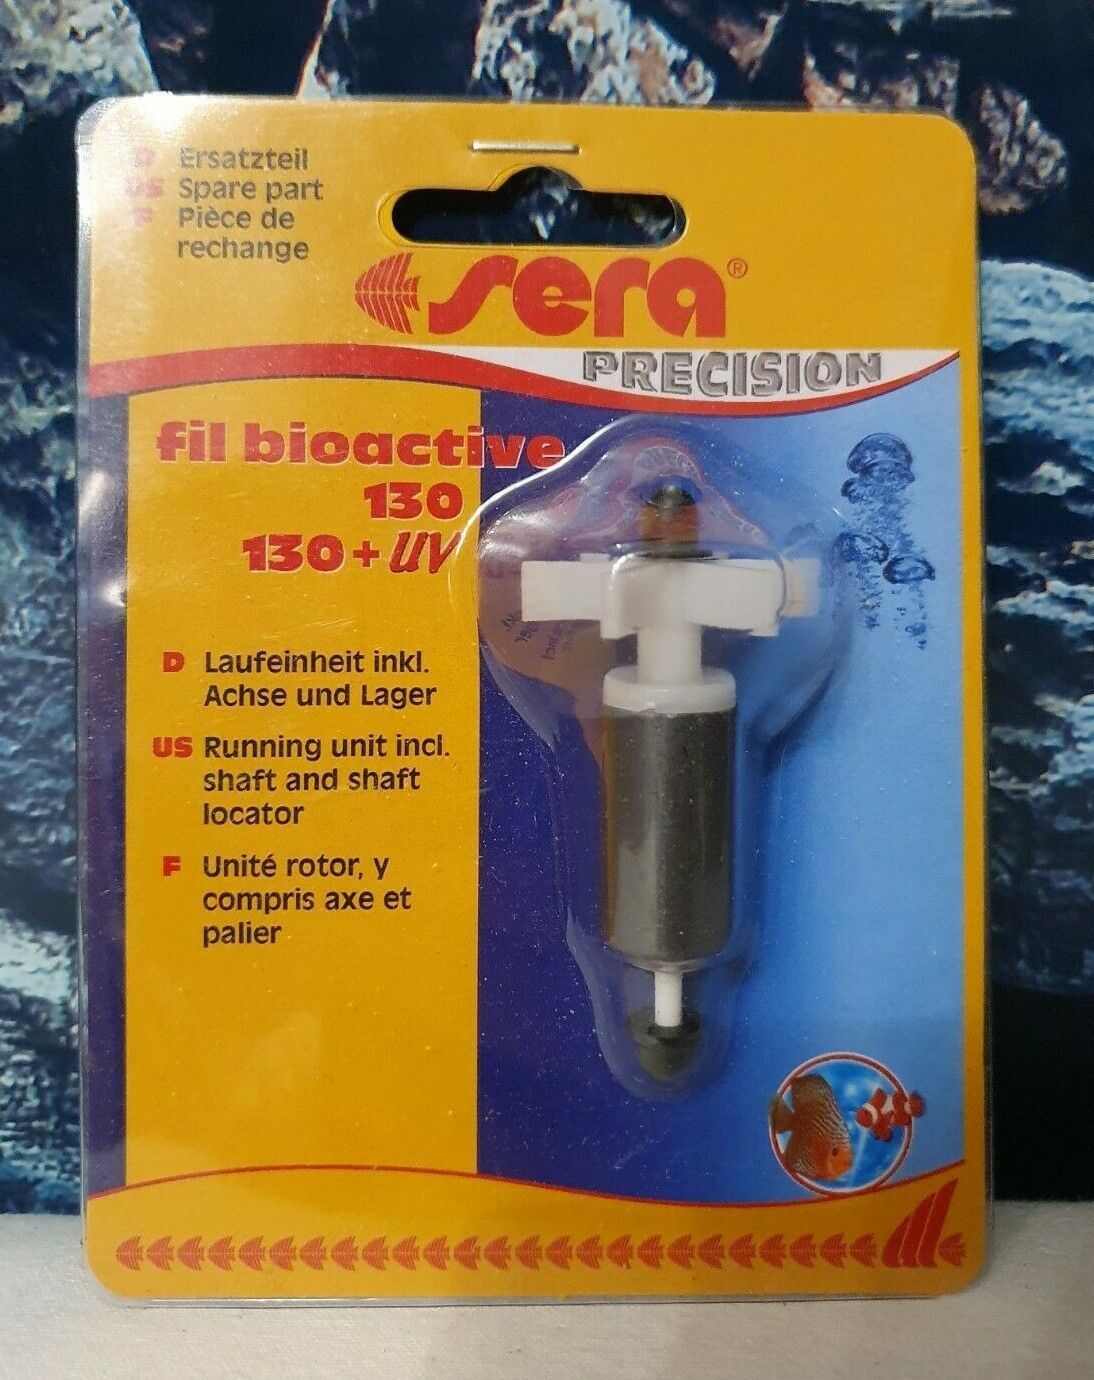 D Ersatzteil
US Spare part
F Pièce de
rechange
sera®
PRECISION
fil bioactive
130
130 + UV
D Laufeinheit inkl.
Achse und Lager
US Running unit incl.
shaft and shaft
locator
F Unité rotor, y
compris axe et
palier